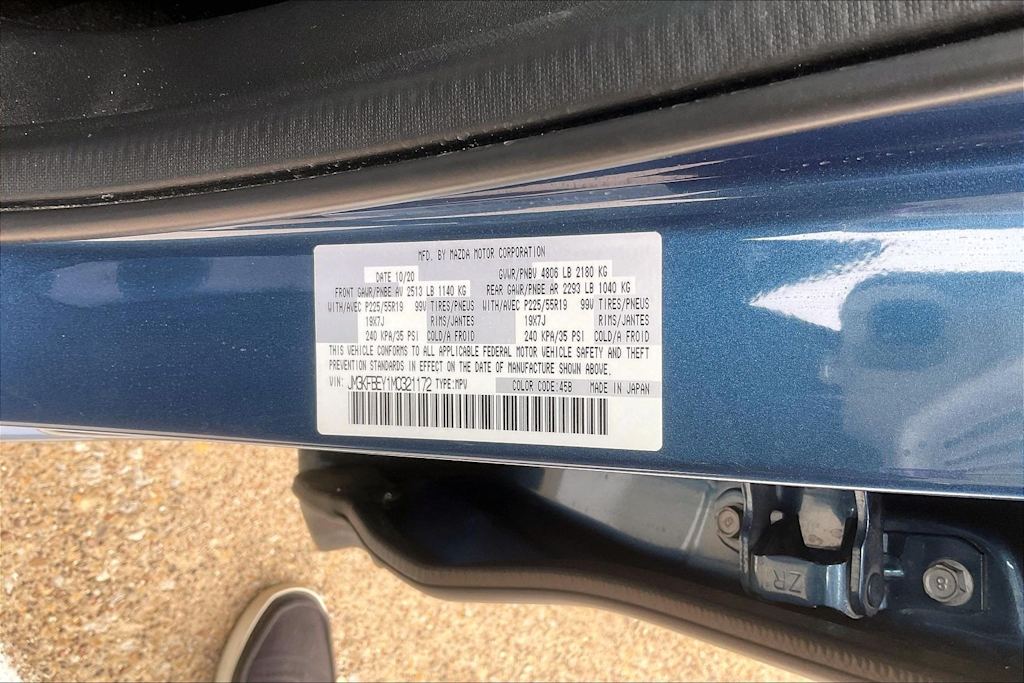 MFD. BY MAZDA MOTOR CORPORATION
DATE 10/20 GVWR/PNBV 4806 LB 2180 KG
FRONT GAWR/PNBE AV 2513 LB 1140 KG REAR GAWR/PNBE AR 2293 LB 1040 KG
WITH/AVEC P225/55R19 99V TIRES/PNEUS WITH/AVEC P225/55R19 99V TIRES/PNEUS
19X7J RIMS/JANTES 19X7J RIMS/JANTES
240 KPA/35 PSI COLD/A FROID 240 KPA/35 PSI COLD/A FROID
THIS VEHICLE CONFORMS TO ALL APPLICABLE FEDERAL MOTOR VEHICLE SAFETY AND THEFT
PREVENTION STANDARDS IN EFFECT ON THE DATE OF MANUFACTURE SHOWN ABOVE.
VIN: JM3KFBEY1M0321172 TYPE:MPV COLOR CODE:45B MADE IN JAPAN
ZR
8